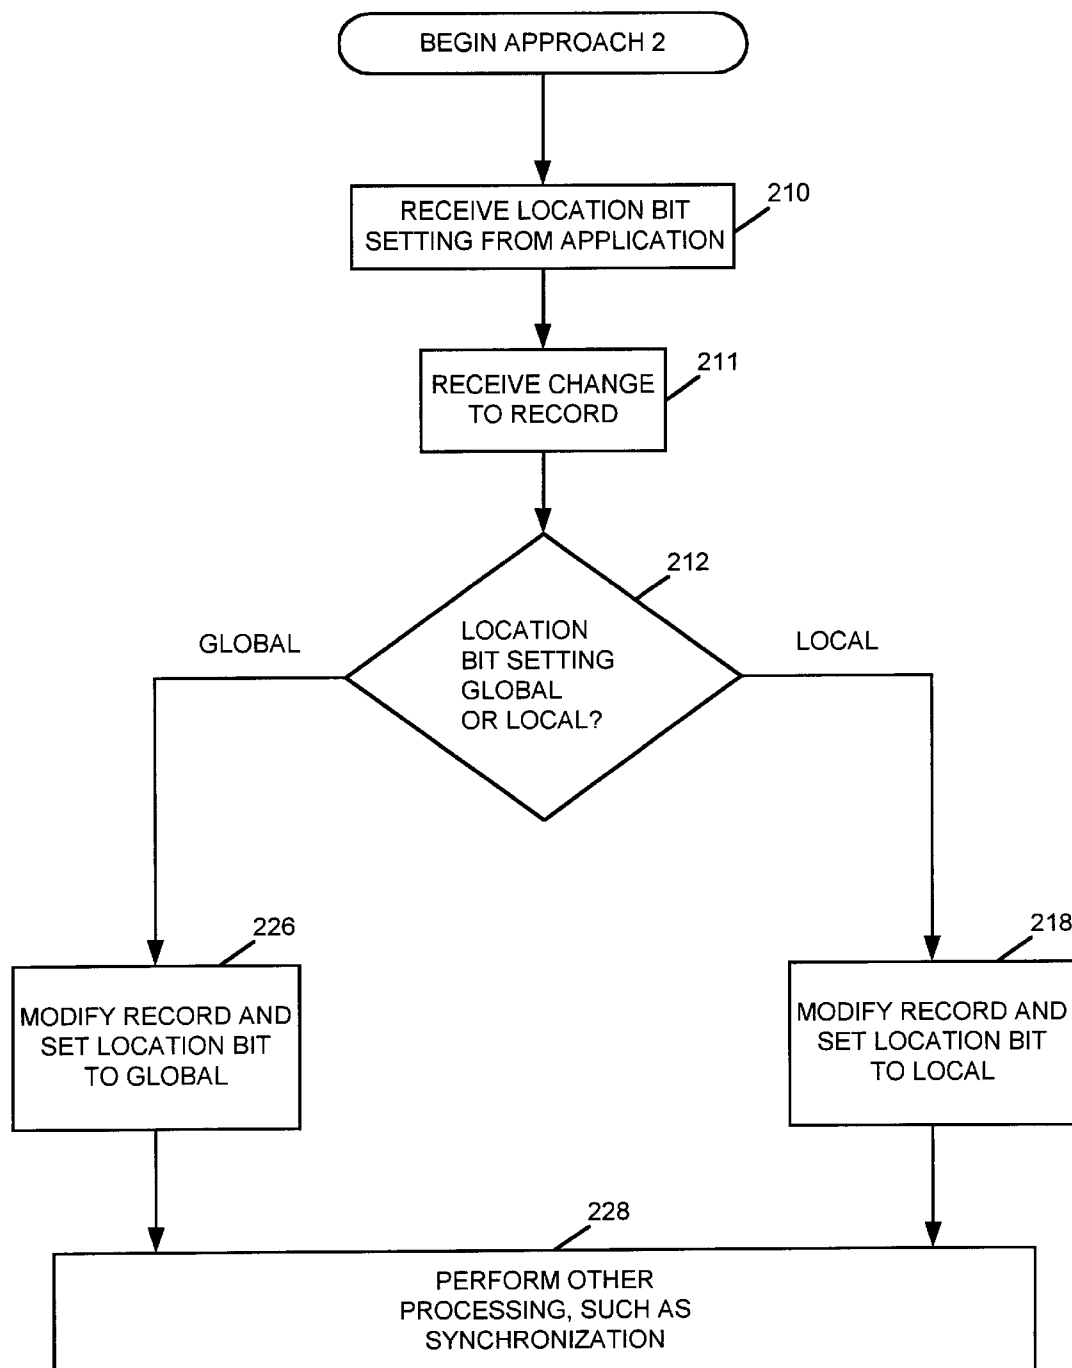 BEGIN APPROACH 2
210
RECEIVE LOCATION BIT
SETTING FROM APPLICATION
211
RECEIVE CHANGE
TO RECORD
212
LOCATION
BIT SETTING
GLOBAL
OR LOCAL?
GLOBAL
LOCAL
226
MODIFY RECORD AND
SET LOCATION BIT
TO GLOBAL
218
MODIFY RECORD AND
SET LOCATION BIT
TO LOCAL
228
PERFORM OTHER
PROCESSING, SUCH AS
SYNCHRONIZATION